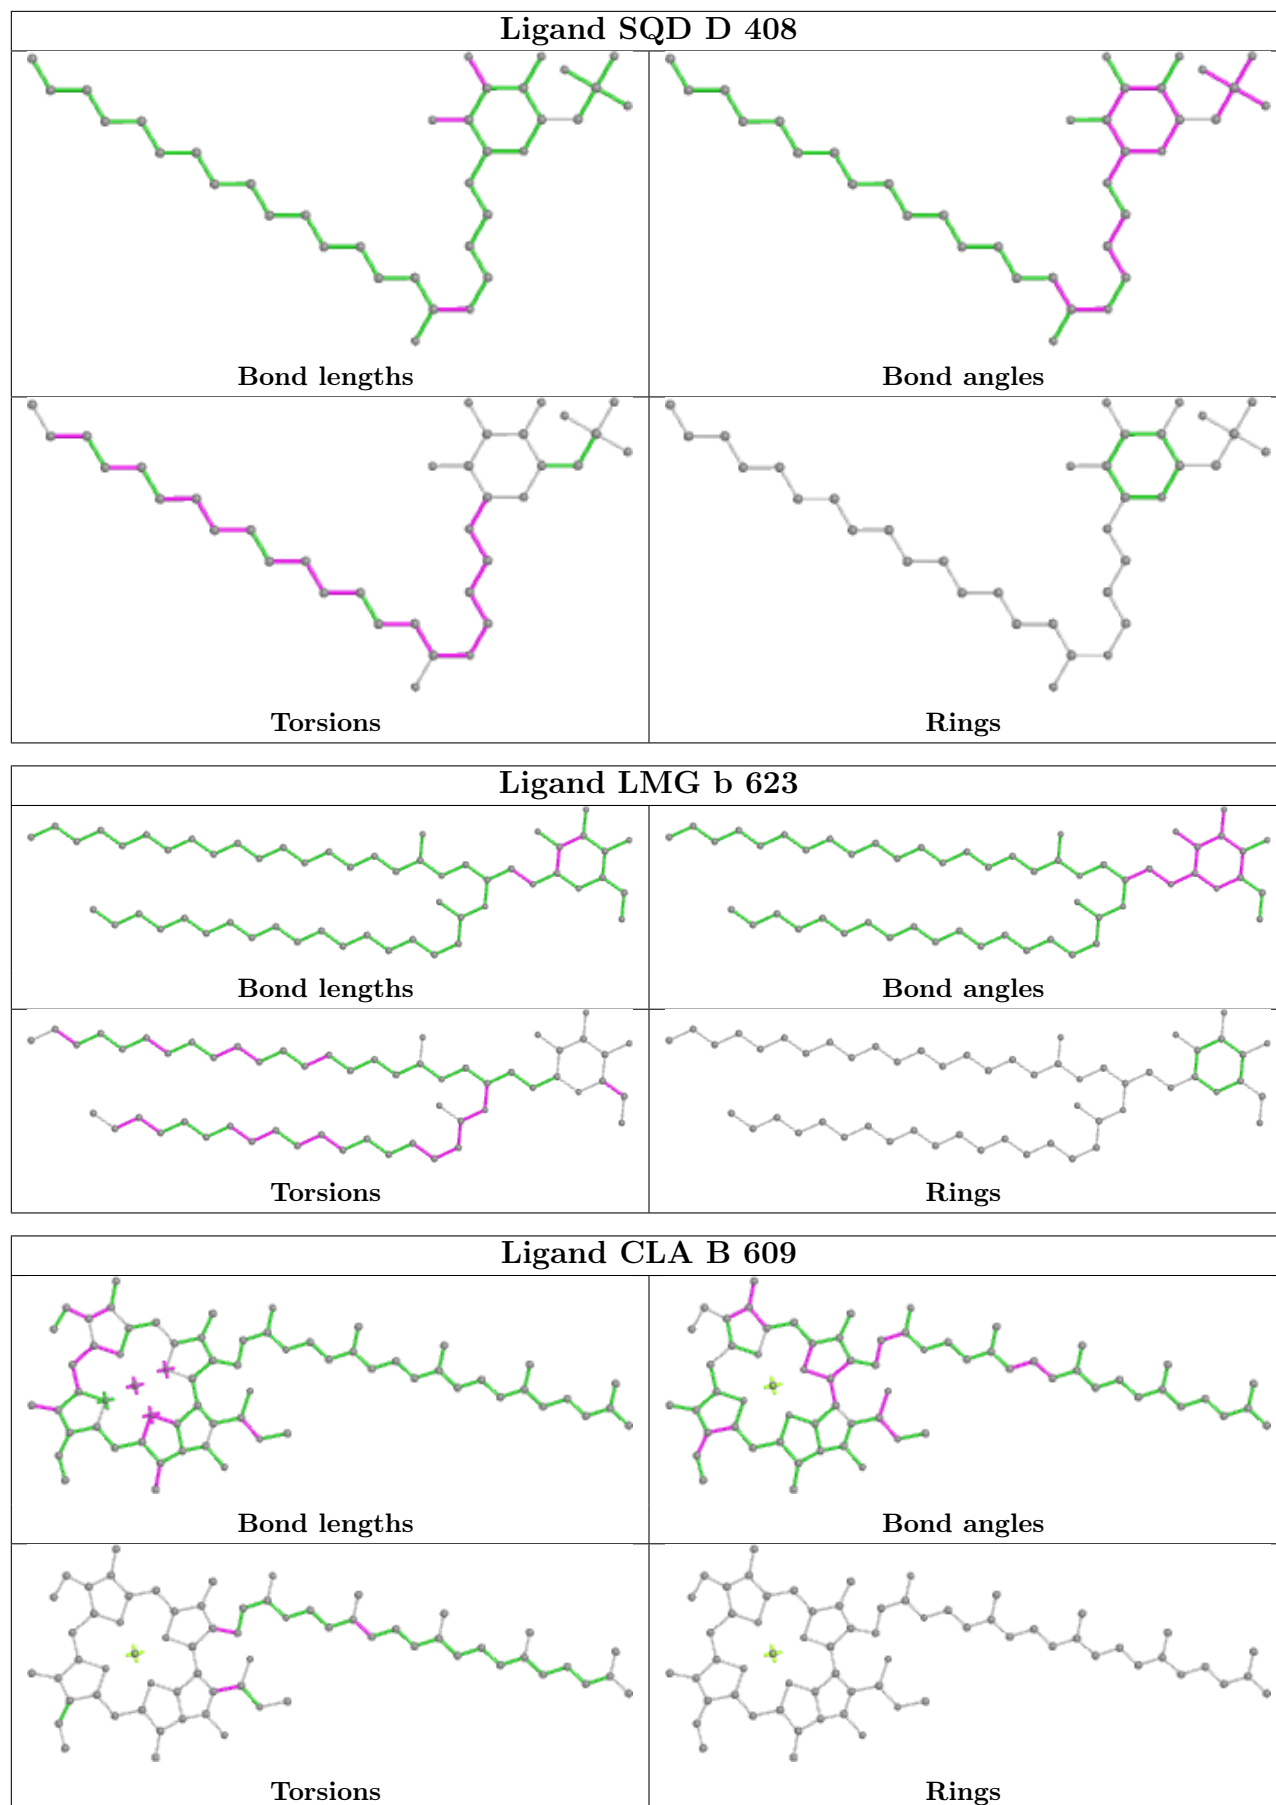 Ligand SQD D 408
Bond lengths
Bond angles
Torsions
Rings
Ligand LMG b 623
Bond lengths
Bond angles
Torsions
Rings
Ligand CLA B 609
Bond lengths
Bond angles
Torsions
Rings